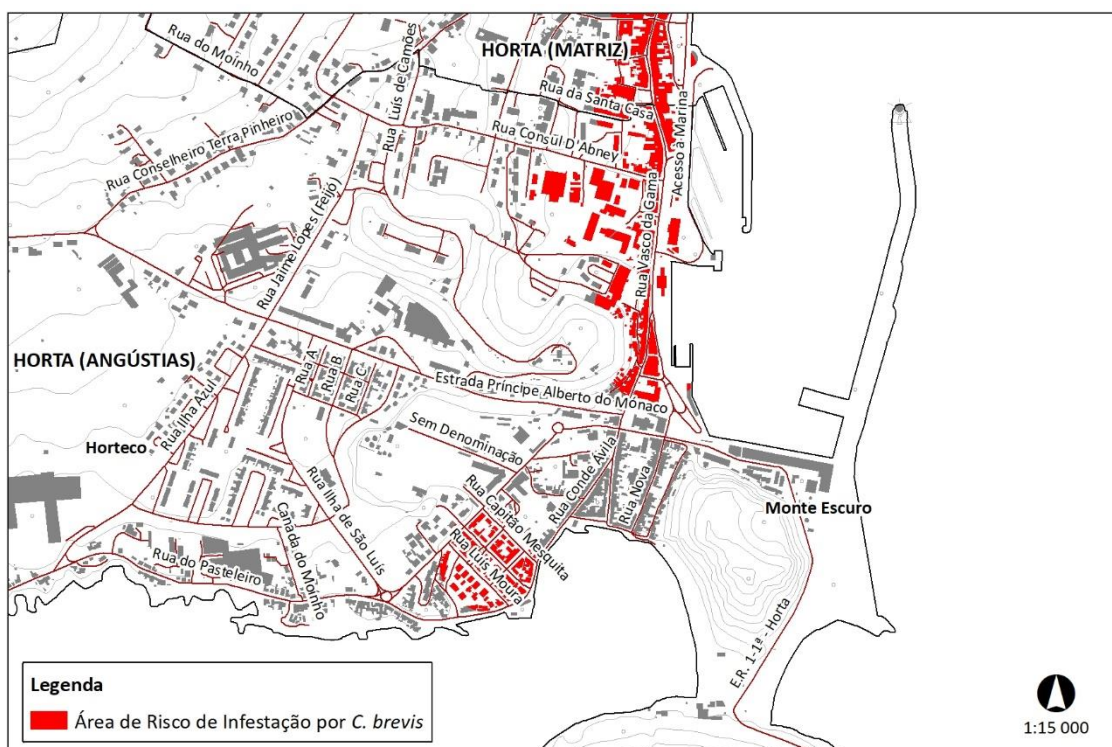 HORTA (MATRIZ)
Rua do Moínho
Rua Luís de Camões
Rua da Santa Casa
Rua Consul D'Abney
Acesso à Marina
Rua Conselheiro Terra Pinheiro
Rua Vasco da Gama
Rua Jaime Lopes (Feijó)
HORTA (ANGÚSTIAS)
Rua A
Rua B
Rua C
Estrada Príncipe Alberto do Mónaco
Rua Ilha Azul
Horteco
Sem Denominação
Rua Conde Ávila
Rua Nova
Monte Escuro
Rua Ilha de São Luís
Rua Capitão Mesquita
Rua Luís Moura
Canada do Moínho
Rua do Pasteleiro
E.R. 1-1ª - Horta
Legenda
Área de Risco de Infestação por C. brevis
1:15 000